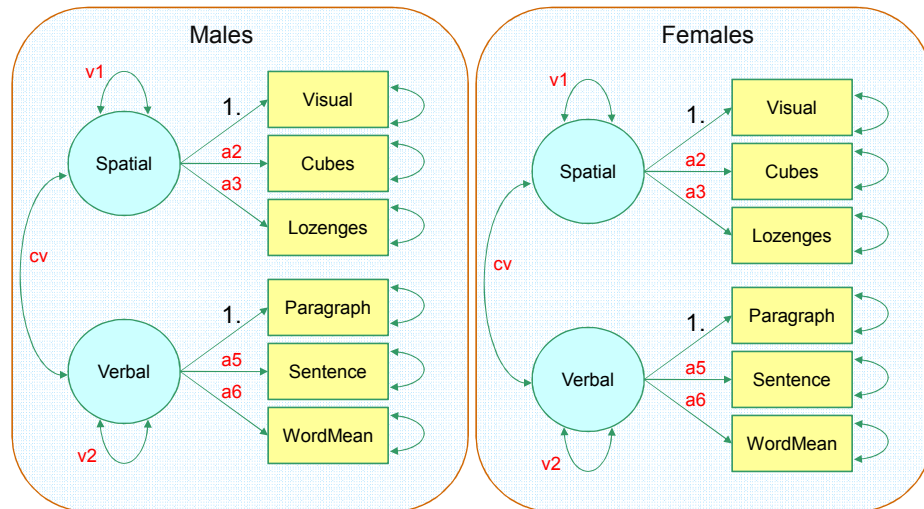 Males
v1
1.
Visual
Spatial
a2
Cubes
a3
Lozenges
cv
1.
Paragraph
Verbal
a5
Sentence
a6
WordMean
v2
Females
v1
1.
Visual
Spatial
a2
Cubes
a3
Lozenges
cv
1.
Paragraph
Verbal
a5
Sentence
a6
WordMean
v2